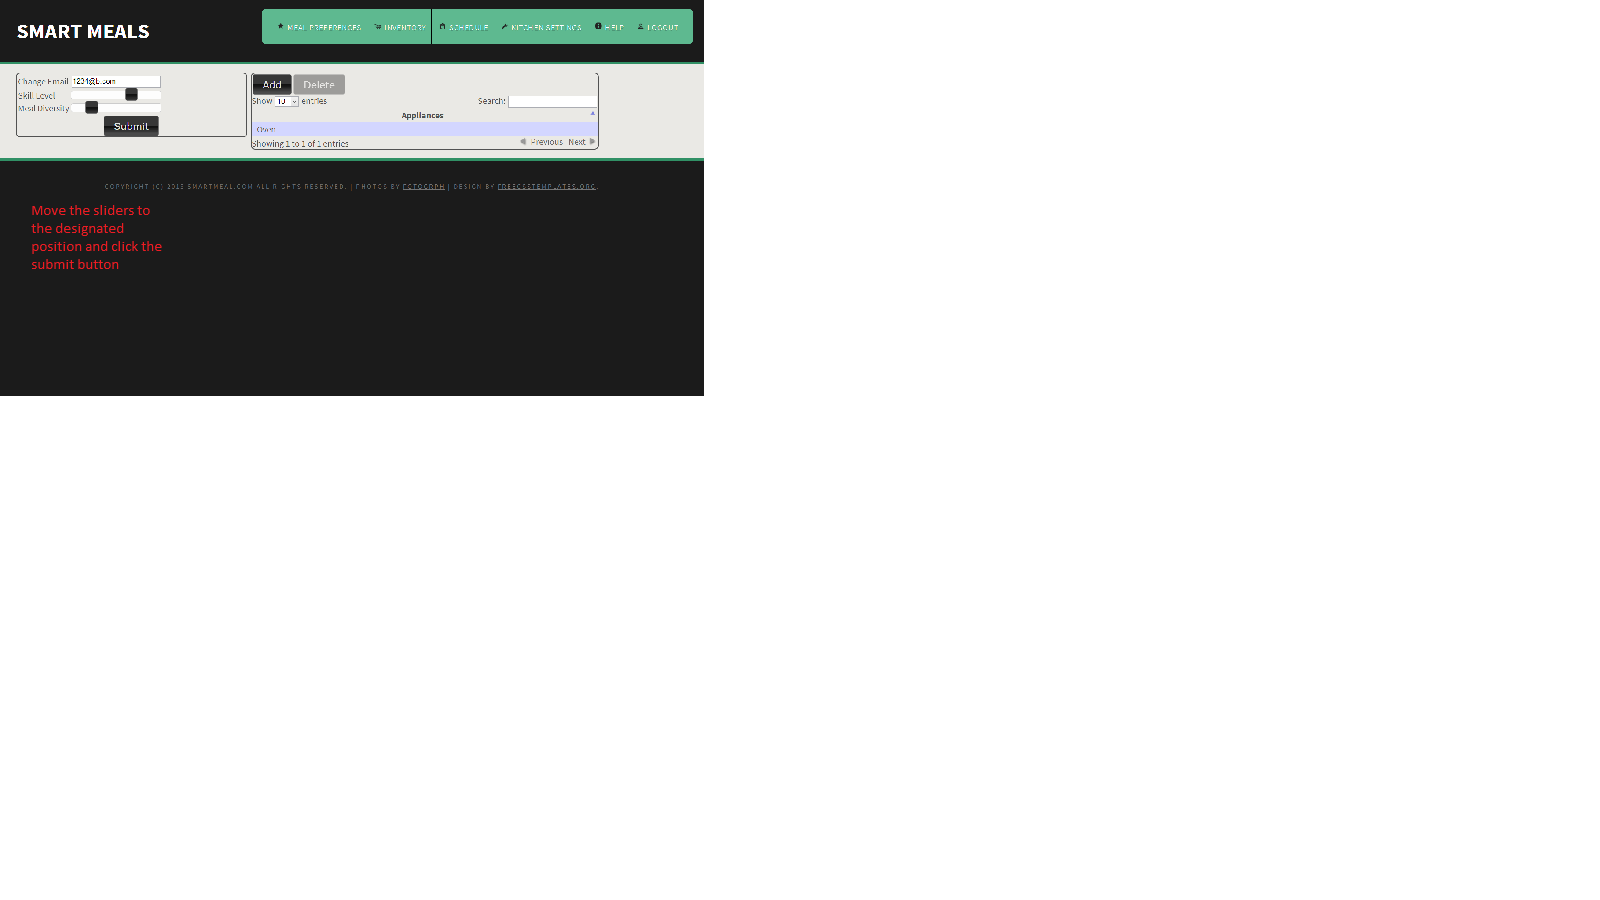 SMART MEALS
MEAL PREFERENCES INVENTORY SCHEDULE KITCHEN SETTINGS HELP LOGOUT
Change Email 1234@b.com
Skill Level
Meal Diversity
Submit
Add Delete
Show 10 entries Search:
Appliances
Oven
Showing 1 to 1 of 1 entries Previous Next
COPYRIGHT (C) 2013 SMARTMEAL.COM ALL RIGHTS RESERVED. | PHOTOS BY FOTOGRPH | DESIGN BY FREECSSTEMPLATES.ORG.
Move the sliders to
the designated
position and click the
submit button